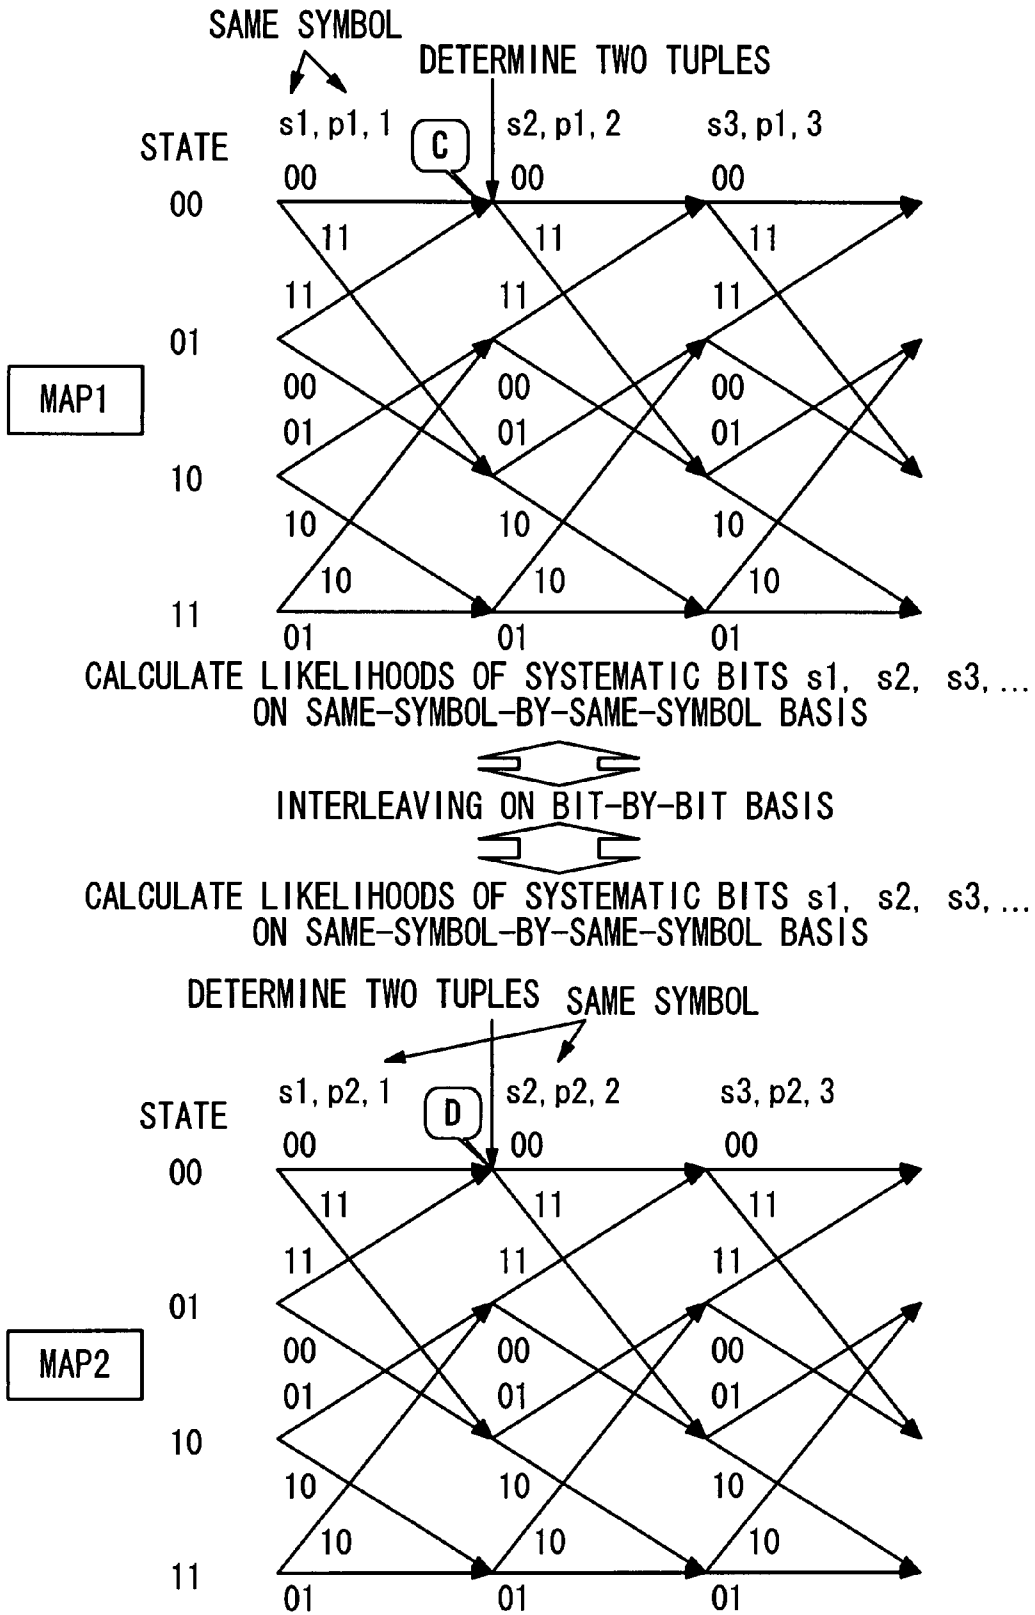 SAME SYMBOL
DETERMINE TWO TUPLES
s1, p1, 1 s2, p1, 2 s3, p1, 3
C
STATE
00 00 00
00
11 11 11
11 11 11
01
00 00 00
MAP1
01 01 01
10
10 10 10
10 10 10
11
01 01 01
CALCULATE LIKELIHOODS OF SYSTEMATIC BITS s1, s2, s3, ...
ON SAME-SYMBOL-BY-SAME-SYMBOL BASIS
INTERLEAVING ON BIT-BY-BIT BASIS
CALCULATE LIKELIHOODS OF SYSTEMATIC BITS s1, s2, s3, ...
ON SAME-SYMBOL-BY-SAME-SYMBOL BASIS
DETERMINE TWO TUPLES SAME SYMBOL
s1, p2, 1 s2, p2, 2 s3, p2, 3
D
STATE
00 00 00
00
11 11 11
11 11 11
01
00 00 00
MAP2
01 01 01
10
10 10 10
10 10 10
11
01 01 01